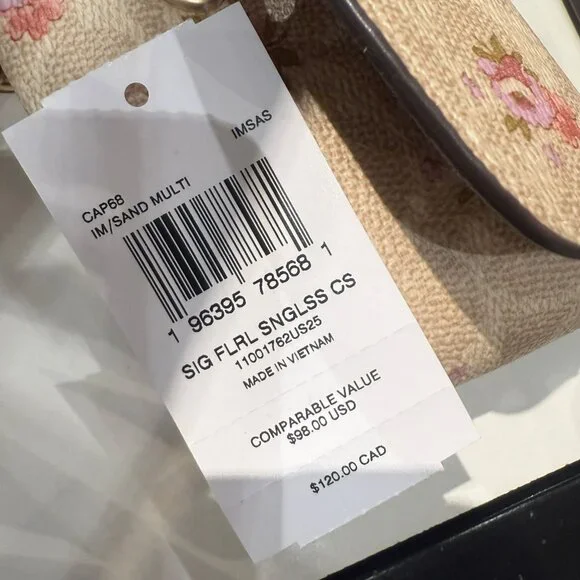 IMSAS
CAP68
IM/SAND MULTI
1 96395 78568 1
SIG FLRL SNGLSS CS
11001762US25
MADE IN VIETNAM
COMPARABLE VALUE
$98.00 USD
$120.00 CAD